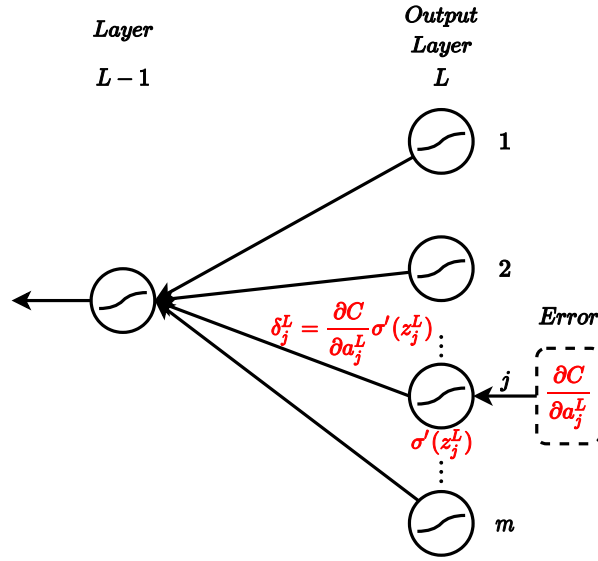 Layer
L − 1
Output
Layer
L
1
2
δ_j^L = ∂C/∂a_j^L σ′(z_j^L)
Error
j
∂C/∂a_j^L
σ′(z_j^L)
m